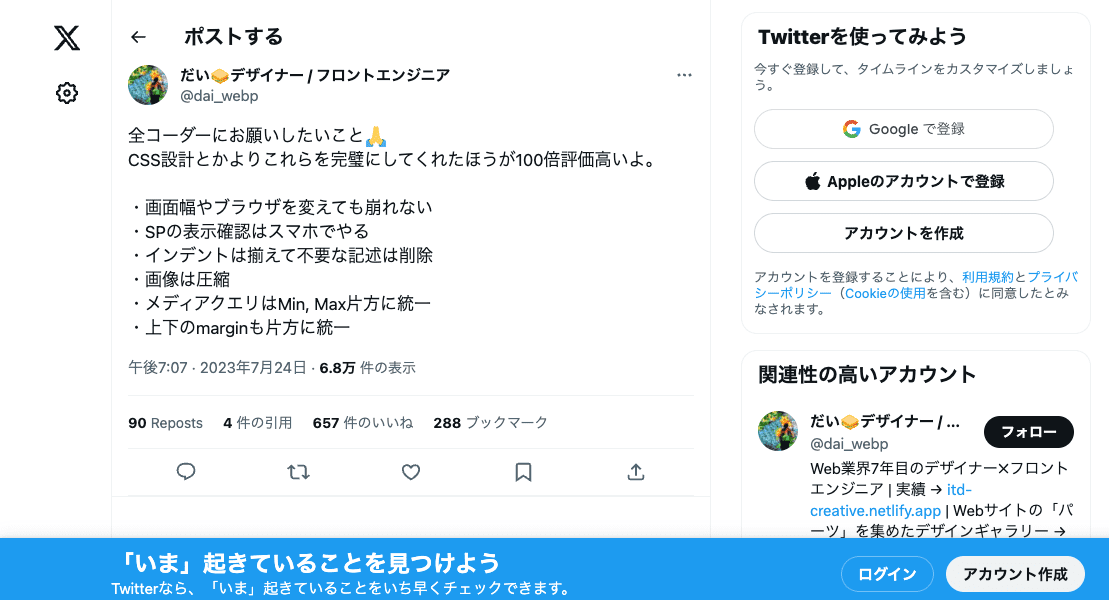 ポストする
だい🥪デザイナー / フロントエンジニア
@dai_webp
全コーダーにお願いしたいこと🙏
CSS設計とかよりこれらを完璧にしてくれたほうが100倍評価高いよ。
・画面幅やブラウザを変えても崩れない
・SPの表示確認はスマホでやる
・インデントは揃えて不要な記述は削除
・画像は圧縮
・メディアクエリはMin, Max片方に統一
・上下のmarginも片方に統一
午後7:07 · 2023年7月24日 · 6.8万 件の表示
90 Reposts 4 件の引用 657 件のいいね 288 ブックマーク
Twitterを使ってみよう
今すぐ登録して、タイムラインをカスタマイズしましょ
う。
Google で登録
Appleのアカウントで登録
アカウントを作成
アカウントを登録することにより、利用規約とプライバ
シーポリシー（Cookieの使用を含む）に同意したとみ
なされます。
関連性の高いアカウント
だい🥪デザイナー / ...
@dai_webp
フォロー
Web業界7年目のデザイナー×フロント
エンジニア | 実績 → itd-
creative.netlify.app | Webサイトの「パ
ーツ」を集めたデザインギャラリー →
「いま」起きていることを見つけよう
Twitterなら、「いま」起きていることをいち早くチェックできます。
ログイン
アカウント作成